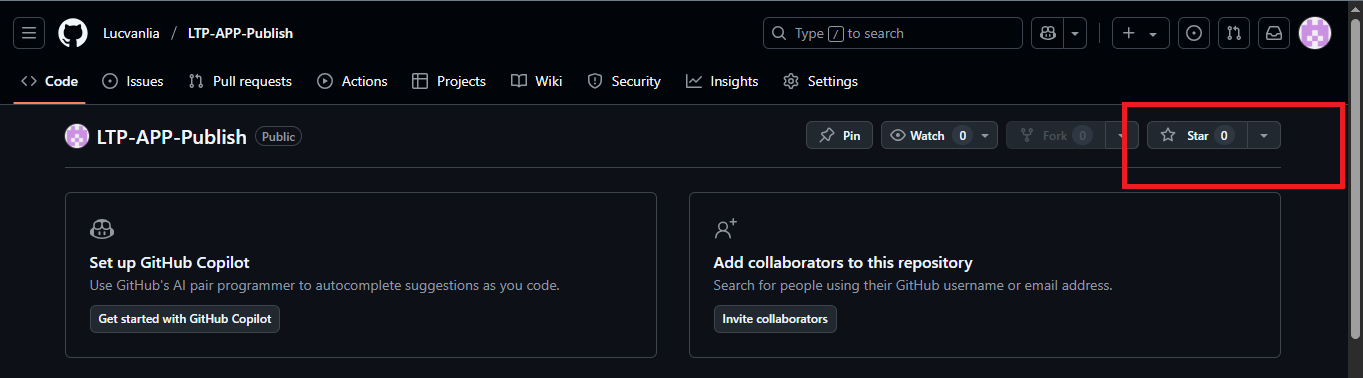 Lucvanlia / LTP-APP-Publish
Type / to search
Code Issues Pull requests Actions Projects Wiki Security Insights Settings
LTP-APP-Publish Public
Pin Watch 0 Fork 0 Star 0
Set up GitHub Copilot
Use GitHub's AI pair programmer to autocomplete suggestions as you code.
Get started with GitHub Copilot
Add collaborators to this repository
Search for people using their GitHub username or email address.
Invite collaborators